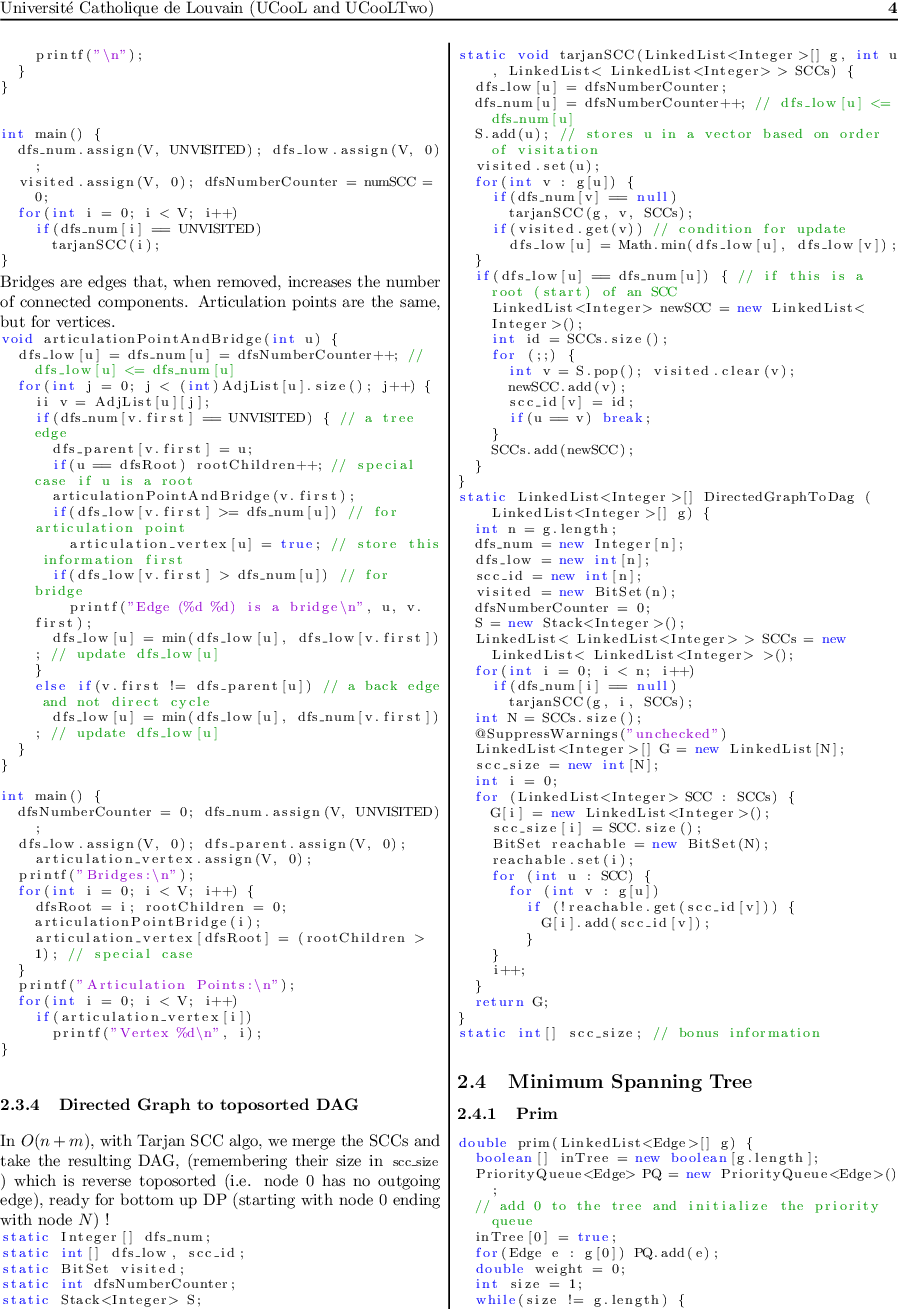 Université Catholique de Louvain (UCooL and UCooLTwo) 4
printf("\n");
}
}
int main() {
dfs_num.assign(V, UNVISITED); dfs_low.assign(V, 0)
;
visited.assign(V, 0); dfsNumberCounter = numSCC =
0;
for(int i = 0; i < V; i++)
if(dfs_num[i] == UNVISITED)
tarjanSCC(i);
}
Bridges are edges that, when removed, increases the number
of connected components. Articulation points are the same,
but for vertices.
void articulationPointAndBridge(int u) {
dfs_low[u] = dfs_num[u] = dfsNumberCounter++; //
dfs_low[u] <= dfs_num[u]
for(int j = 0; j < (int)AdjList[u].size(); j++) {
ii v = AdjList[u][j];
if(dfs_num[v.first] == UNVISITED) { // a tree
edge
dfs_parent[v.first] = u;
if(u == dfsRoot) rootChildren++; // special
case if u is a root
articulationPointAndBridge(v.first);
if(dfs_low[v.first] >= dfs_num[u]) // for
articulation point
articulation_vertex[u] = true; // store this
information first
if(dfs_low[v.first] > dfs_num[u]) // for
bridge
printf("Edge (%d %d) is a bridge\n", u, v.
first);
dfs_low[u] = min(dfs_low[u], dfs_low[v.first])
; // update dfs_low[u]
}
else if(v.first != dfs_parent[u]) // a back edge
and not direct cycle
dfs_low[u] = min(dfs_low[u], dfs_num[v.first])
; // update dfs_low[u]
}
}
int main() {
dfsNumberCounter = 0; dfs_num.assign(V, UNVISITED)
;
dfs_low.assign(V, 0); dfs_parent.assign(V, 0);
articulation_vertex.assign(V, 0);
printf("Bridges:\n");
for(int i = 0; i < V; i++) {
dfsRoot = i; rootChildren = 0;
articulationPointBridge(i);
articulation_vertex[dfsRoot] = (rootChildren >
1); // special case
}
printf("Articulation Points:\n");
for(int i = 0; i < V; i++)
if(articulation_vertex[i])
printf("Vertex %d\n", i);
}
2.3.4 Directed Graph to toposorted DAG
In O(n + m), with Tarjan SCC algo, we merge the SCCs and
take the resulting DAG, (remembering their size in scc_size
) which is reverse toposorted (i.e. node 0 has no outgoing
edge), ready for bottom up DP (starting with node 0 ending
with node N) !
static Integer[] dfs_num;
static int[] dfs_low, scc_id;
static BitSet visited;
static int dfsNumberCounter;
static Stack<Integer> S;
static void tarjanSCC(LinkedList<Integer>[] g, int u
, LinkedList< LinkedList<Integer> > SCCs) {
dfs_low[u] = dfsNumberCounter;
dfs_num[u] = dfsNumberCounter++; // dfs_low[u] <=
dfs_num[u]
S.add(u); // stores u in a vector based on order
of visitation
visited.set(u);
for(int v : g[u]) {
if(dfs_num[v] == null)
tarjanSCC(g, v, SCCs);
if(visited.get(v)) // condition for update
dfs_low[u] = Math.min(dfs_low[u], dfs_low[v]);
}
if(dfs_low[u] == dfs_num[u]) { // if this is a
root (start) of an SCC
LinkedList<Integer> newSCC = new LinkedList<
Integer>();
int id = SCCs.size();
for (;;) {
int v = S.pop(); visited.clear(v);
newSCC.add(v);
scc_id[v] = id;
if(u == v) break;
}
SCCs.add(newSCC);
}
}
static LinkedList<Integer>[] DirectedGraphToDag (
LinkedList<Integer>[] g) {
int n = g.length;
dfs_num = new Integer[n];
dfs_low = new int[n];
scc_id = new int[n];
visited = new BitSet(n);
dfsNumberCounter = 0;
S = new Stack<Integer>();
LinkedList< LinkedList<Integer> > SCCs = new
LinkedList< LinkedList<Integer> >();
for(int i = 0; i < n; i++)
if(dfs_num[i] == null)
tarjanSCC(g, i, SCCs);
int N = SCCs.size();
@SuppressWarnings("unchecked")
LinkedList<Integer>[] G = new LinkedList[N];
scc_size = new int[N];
int i = 0;
for (LinkedList<Integer> SCC : SCCs) {
G[i] = new LinkedList<Integer>();
scc_size[i] = SCC.size();
BitSet reachable = new BitSet(N);
reachable.set(i);
for (int u : SCC) {
for (int v : g[u])
if (!reachable.get(scc_id[v])) {
G[i].add(scc_id[v]);
}
}
i++;
}
return G;
}
static int[] scc_size; // bonus information
2.4 Minimum Spanning Tree
2.4.1 Prim
double prim(LinkedList<Edge>[] g) {
boolean[] inTree = new boolean[g.length];
PriorityQueue<Edge> PQ = new PriorityQueue<Edge>()
;
// add 0 to the tree and initialize the priority
queue
inTree[0] = true;
for(Edge e : g[0]) PQ.add(e);
double weight = 0;
int size = 1;
while(size != g.length) {